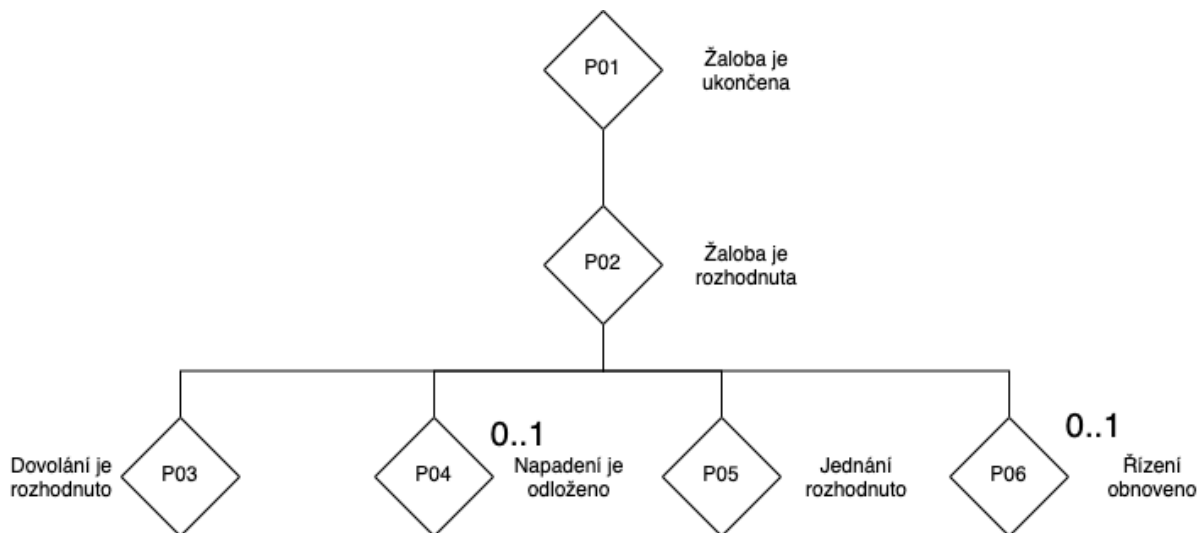 P01
Žaloba je
ukončena
P02
Žaloba je
rozhodnuta
Dovolání je
rozhodnuto
P03
P04
0..1
Napadení je
odloženo
P05
Jednání
rozhodnuto
P06
0..1
Řízení
obnoveno